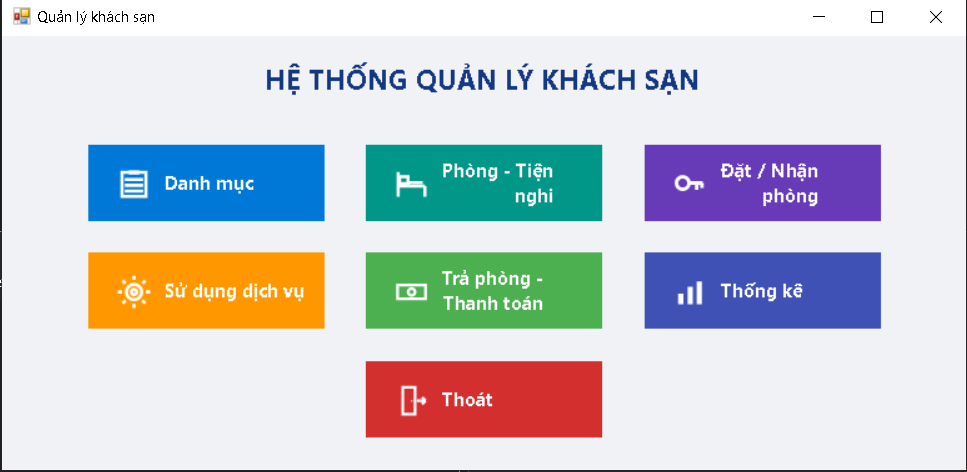 Quản lý khách sạn
HỆ THỐNG QUẢN LÝ KHÁCH SẠN
Danh mục
Phòng - Tiện
nghi
Đặt / Nhận
phòng
Sử dụng dịch vụ
Trả phòng -
Thanh toán
Thống kê
Thoát